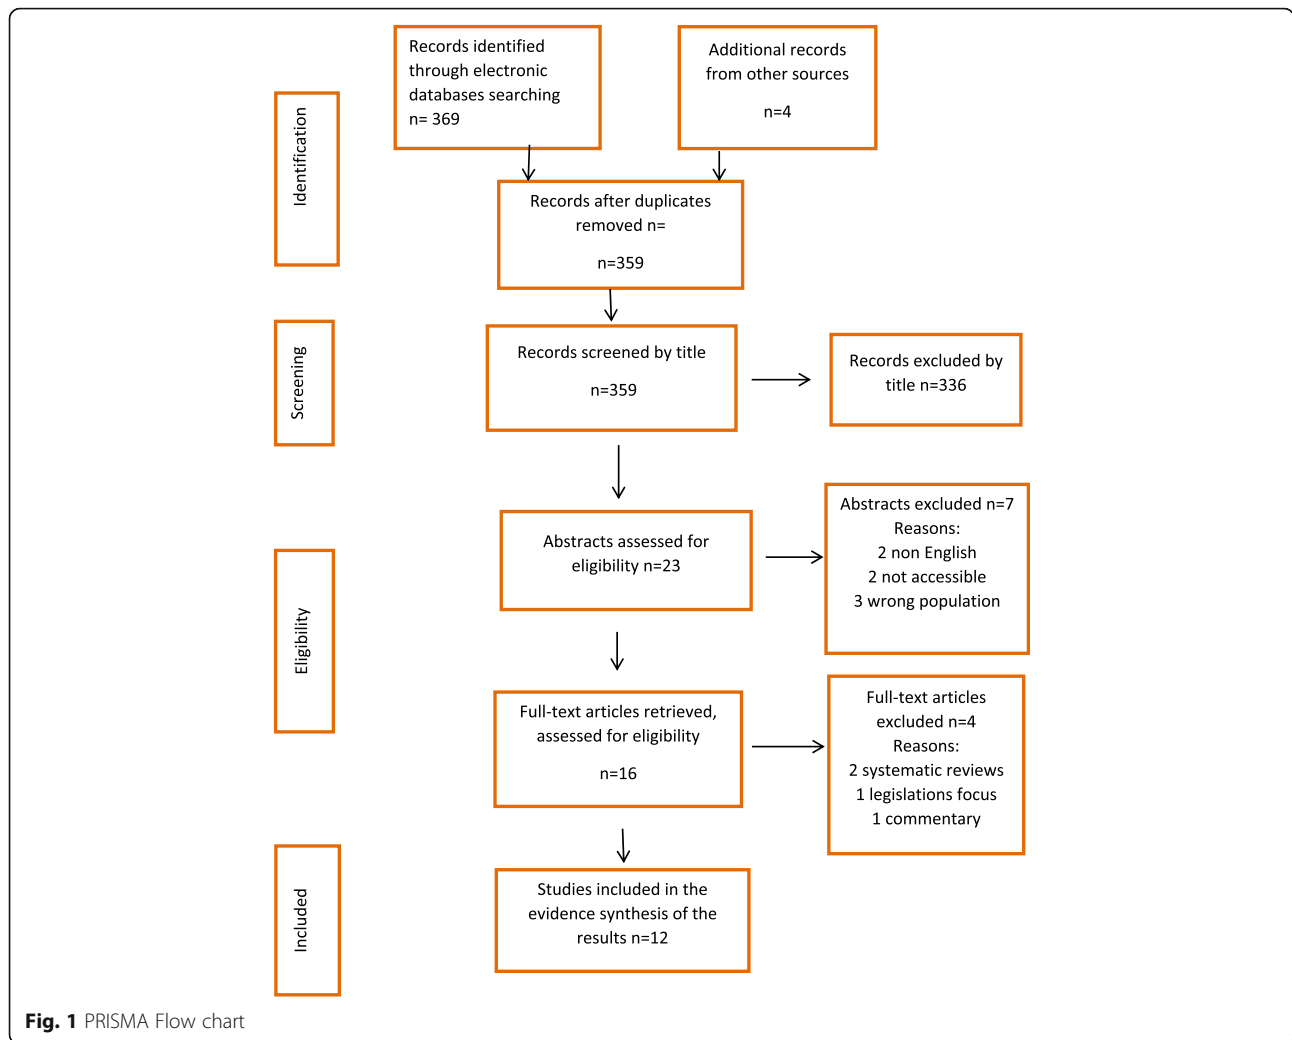 Records identified
through electronic
databases searching
n= 369
Additional records
from other sources
n=4
Identification
Records after duplicates
removed n=
n=359
Screening
Records screened by title
n=359
Records excluded by
title n=336
Eligibility
Abstracts assessed for
eligibility n=23
Abstracts excluded n=7
Reasons:
2 non English
2 not accessible
3 wrong population
Full-text articles retrieved,
assessed for eligibility
n=16
Full-text articles
excluded n=4
Reasons:
2 systematic reviews
1 legislations focus
1 commentary
Included
Studies included in the
evidence synthesis of the
results n=12
Fig. 1 PRISMA Flow chart